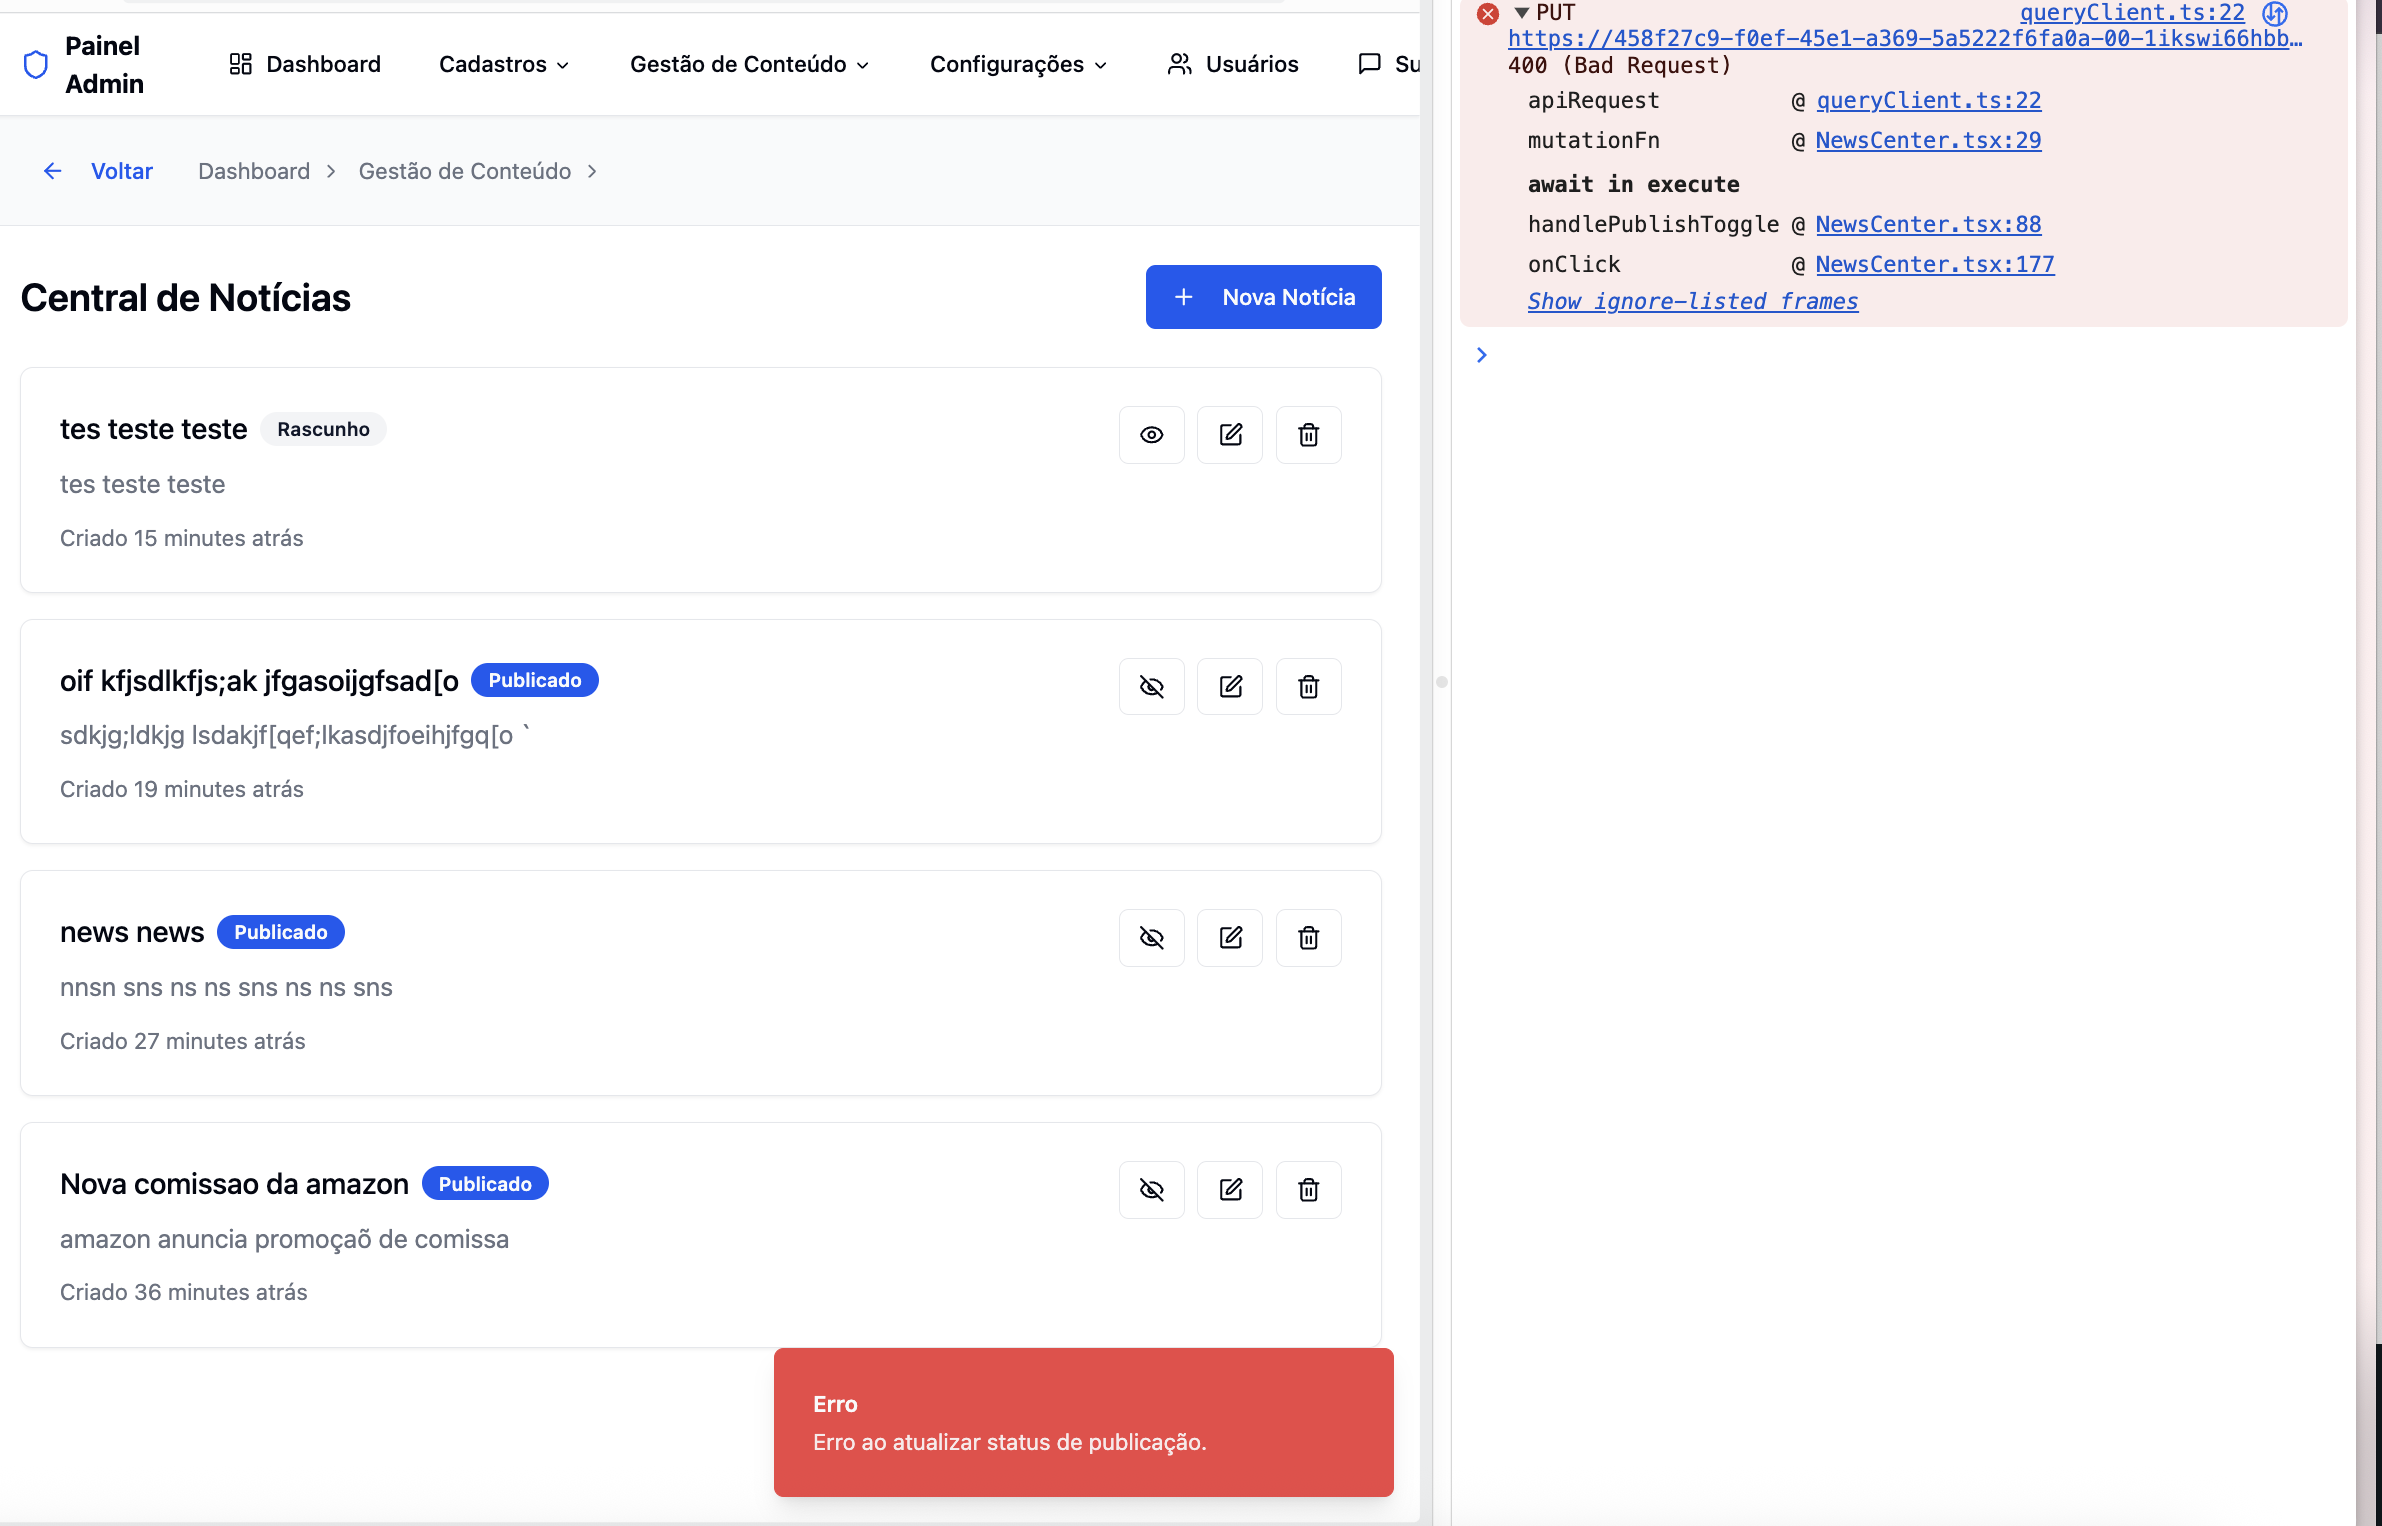 Painel
Admin
Dashboard
Cadastros
Gestão de Conteúdo
Configurações
Usuários
Su
Voltar
Dashboard
Gestão de Conteúdo
Central de Notícias
Nova Notícia
tes teste teste
Rascunho
tes teste teste
Criado 15 minutes atrás
oif kfjsdlkfjs;ak jfgasoijgfsad[o
Publicado
sdkjg;ldkjg lsdakjf[qef;lkasdjfoeihjfgq[o `
Criado 19 minutes atrás
news news
Publicado
nnsn sns ns ns sns ns ns sns
Criado 27 minutes atrás
Nova comissao da amazon
Publicado
amazon anuncia promoçaõ de comissa
Criado 36 minutes atrás
Erro
Erro ao atualizar status de publicação.
PUT queryClient.ts:22
https://458f27c9-f0ef-45e1-a369-5a5222f6fa0a-00-1ikswi66hbb…
400 (Bad Request)
apiRequest @ queryClient.ts:22
mutationFn @ NewsCenter.tsx:29
await in execute
handlePublishToggle @ NewsCenter.tsx:88
onClick @ NewsCenter.tsx:177
Show ignore-listed frames